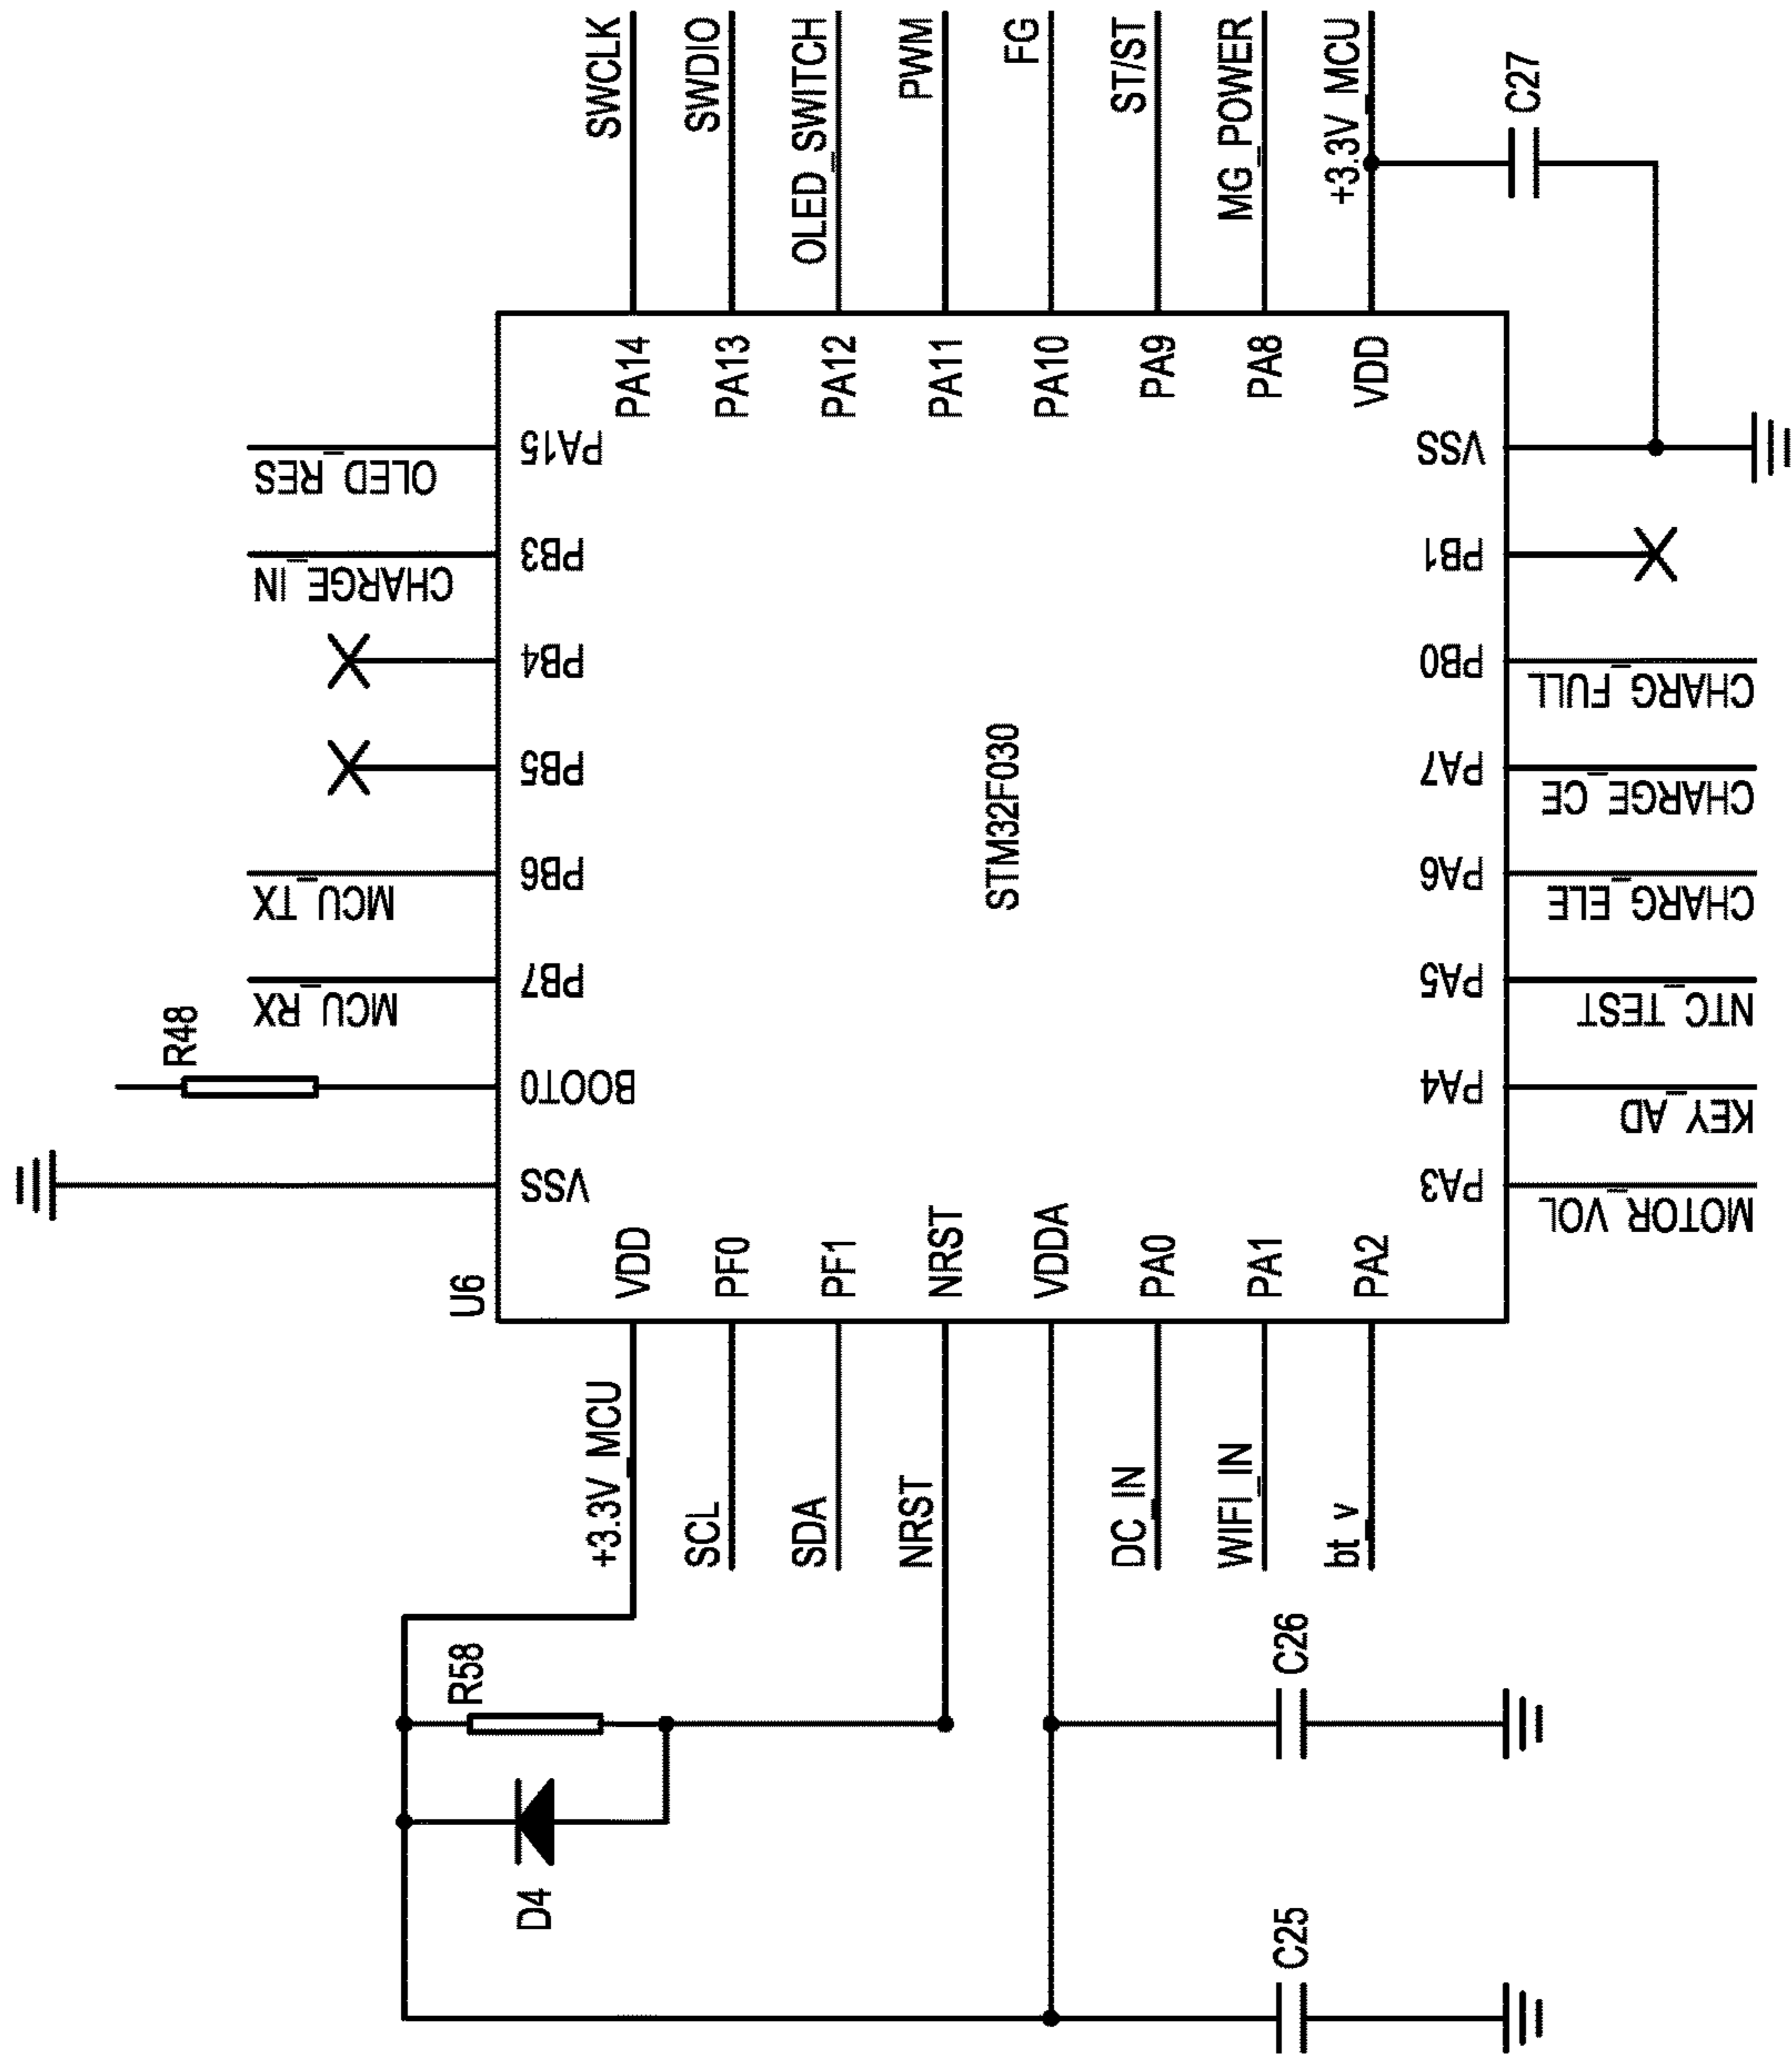 SWCLK
SWDIO
OLED_SWITCH
PWM
FG
ST/ST
MG_POWER
+3.3V_MCU
C27
PA14
PA13
PA12
PA11
PA10
PA9
PA8
VDD
OLED_RES
CHARGE_IN
MCU_TX
MCU_RX
R48
PA15
PB3
PB4
PB5
PB6
PB7
BOOT0
VSS
STM32F030
VSS
PB1
PB0
PA7
PA6
PA5
PA4
PA3
CHARG_FULL
CHARGE_CE
CHARG_ELE
NTC_TEST
KEY_AD
MOTOR_VOL
U6
VDD
PF0
PF1
NRST
VDDA
PA0
PA1
PA2
+3.3V_MCU
SCL
SDA
NRST
DC_IN
WIFI_IN
bt_v
R58
D4
C26
C25